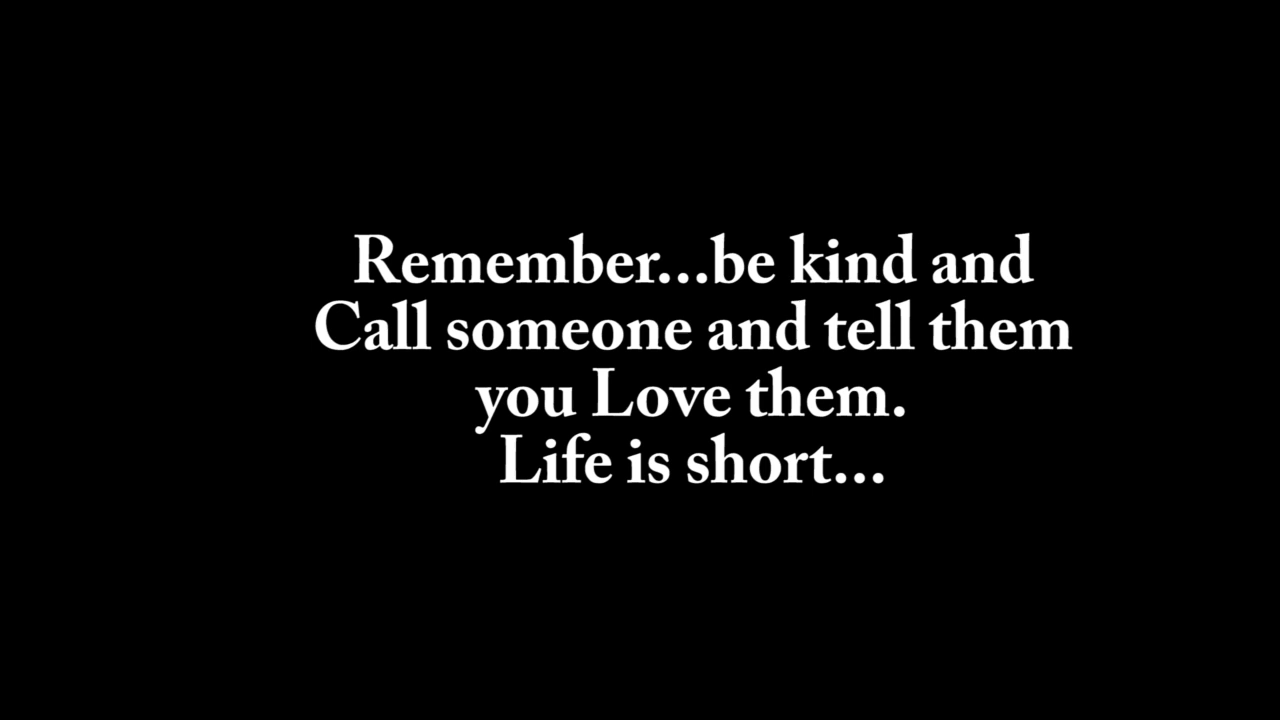 Remember...be kind and
Call someone and tell them
you Love them.
Life is short...